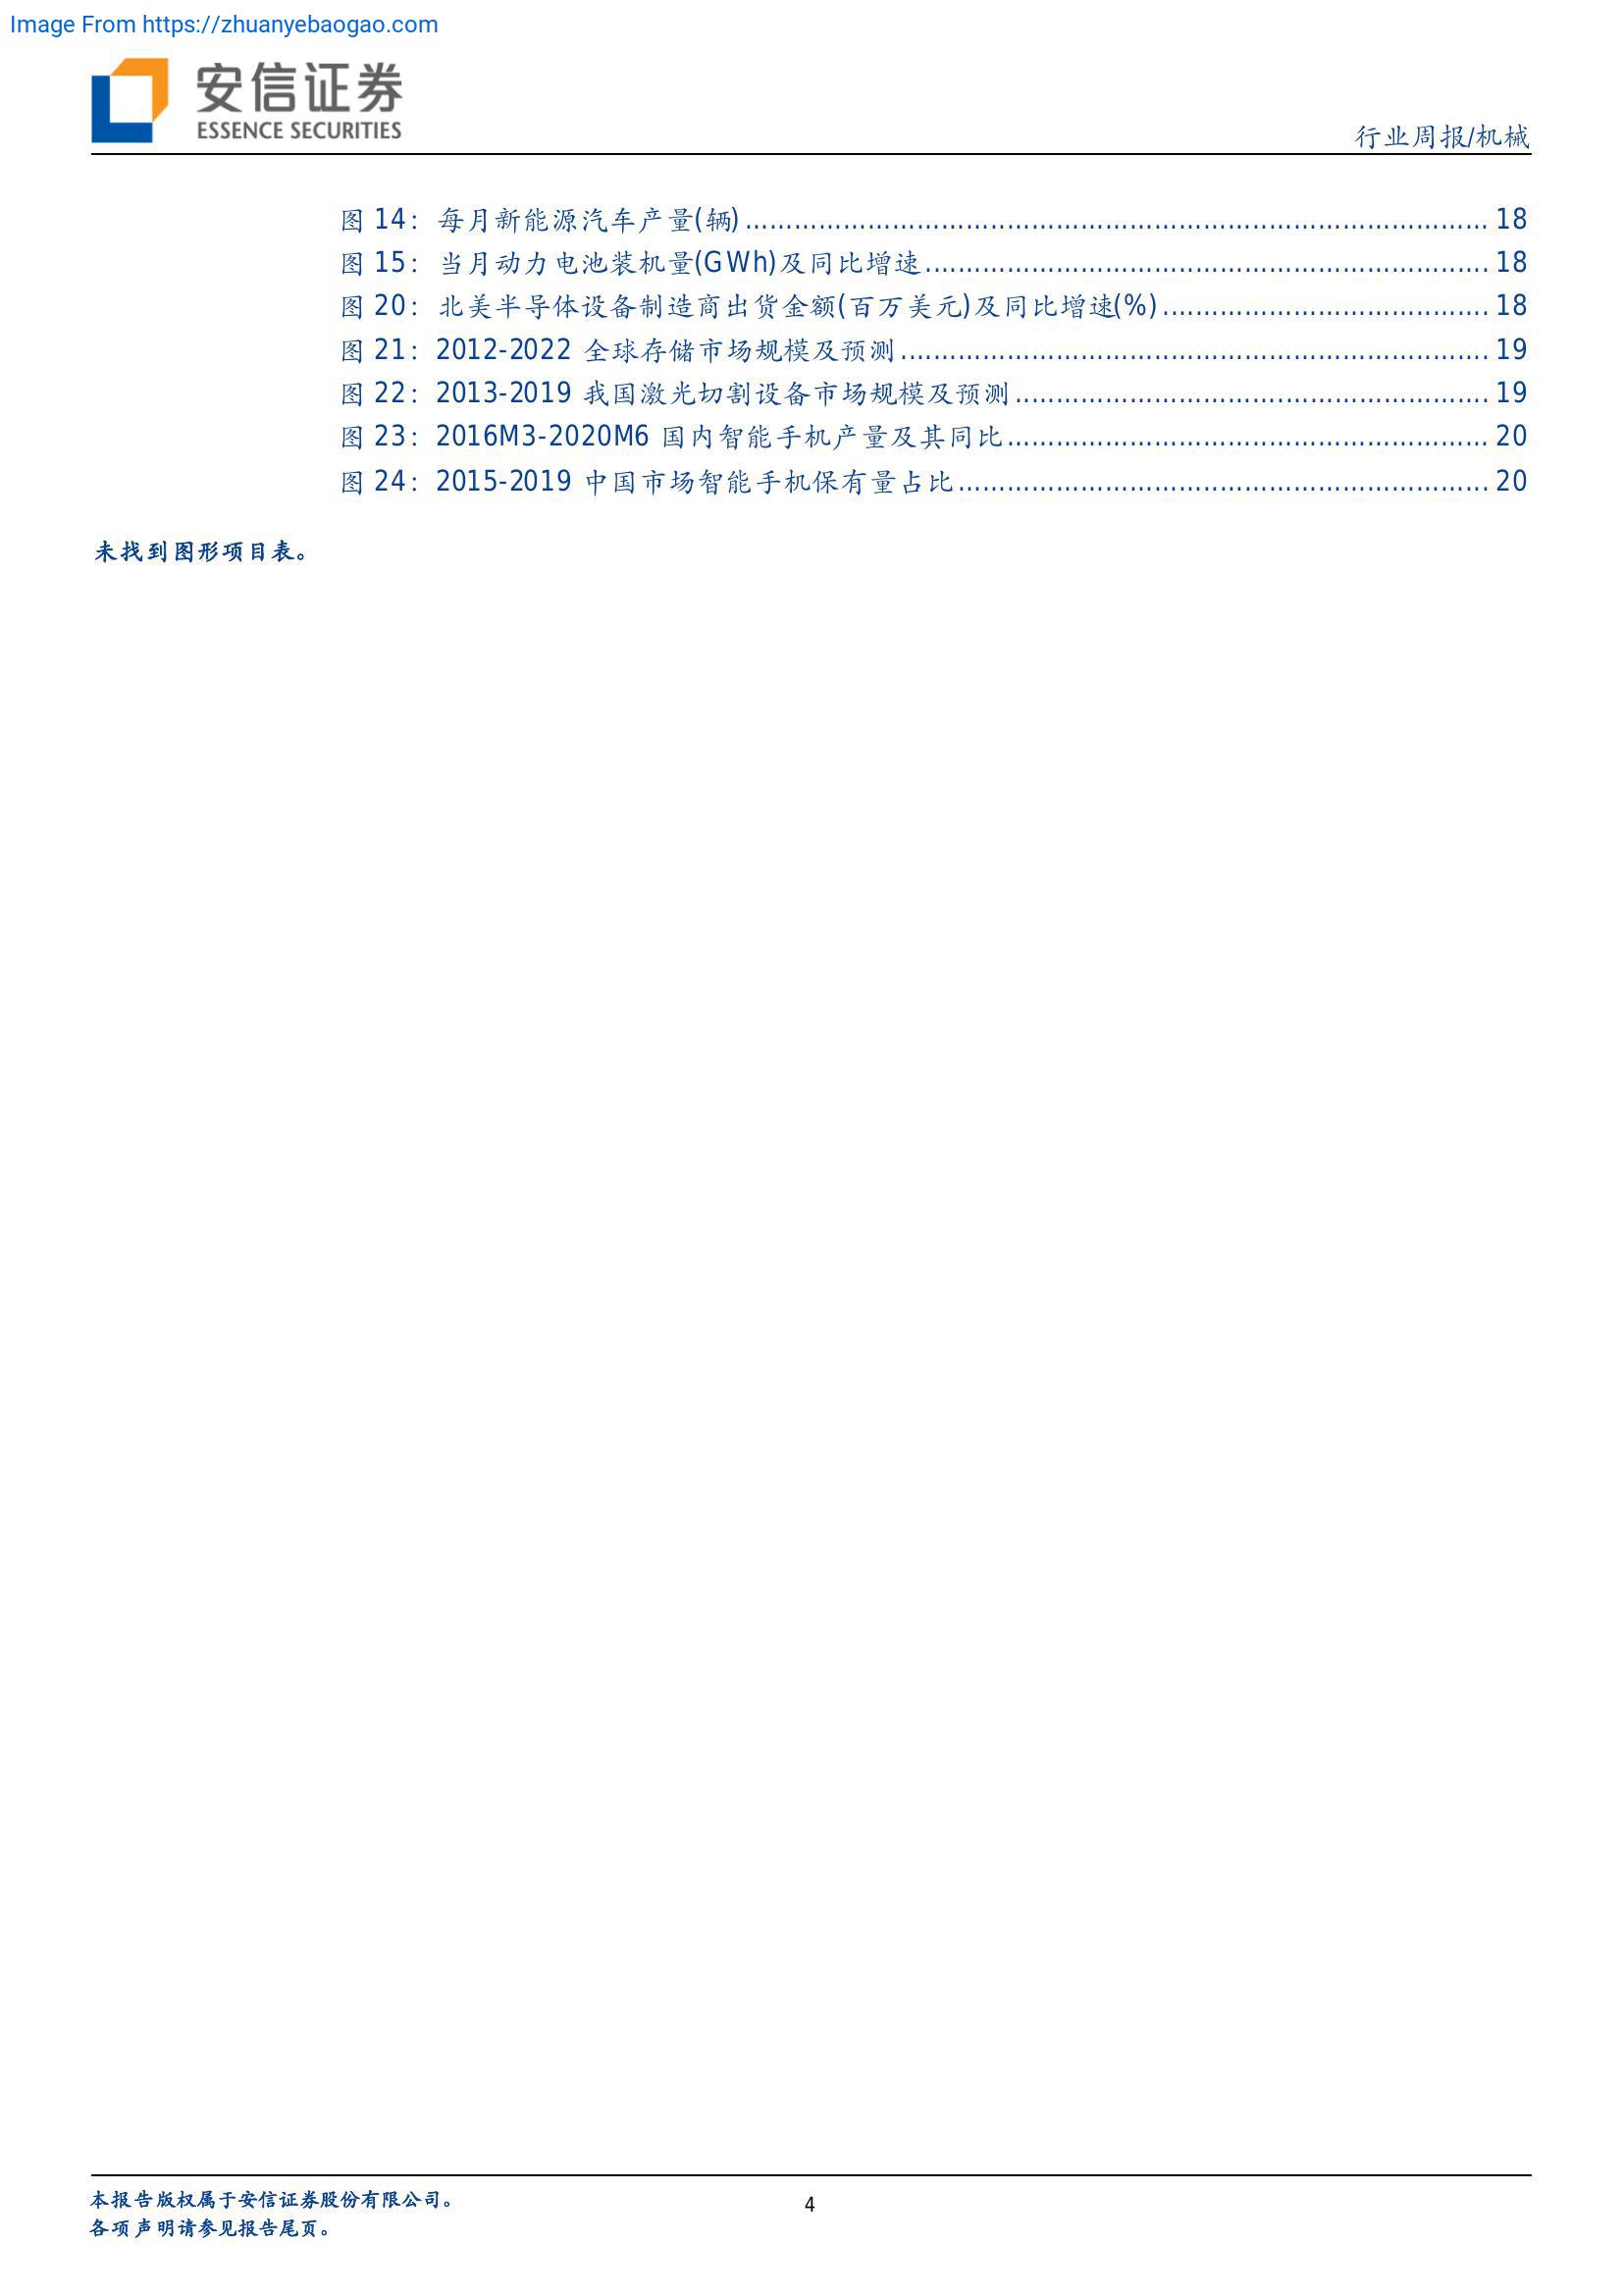 Image From https://zhuanyebaogao.com
安信证券
ESSENCE SECURITIES
行业周报/机械
图 14：每月新能源汽车产量(辆)........................................ 18
图 15：当月动力电池装机量(GWh)及同比增速........................................ 18
图 20：北美半导体设备制造商出货金额(百万美元)及同比增速(%)........................................ 18
图 21：2012-2022 全球存储市场规模及预测........................................ 19
图 22：2013-2019 我国激光切割设备市场规模及预测........................................ 19
图 23：2016M3-2020M6 国内智能手机产量及其同比........................................ 20
图 24：2015-2019 中国市场智能手机保有量占比........................................ 20
未找到图形项目表。
本报告版权属于安信证券股份有限公司。
4
各项声明请参见报告尾页。